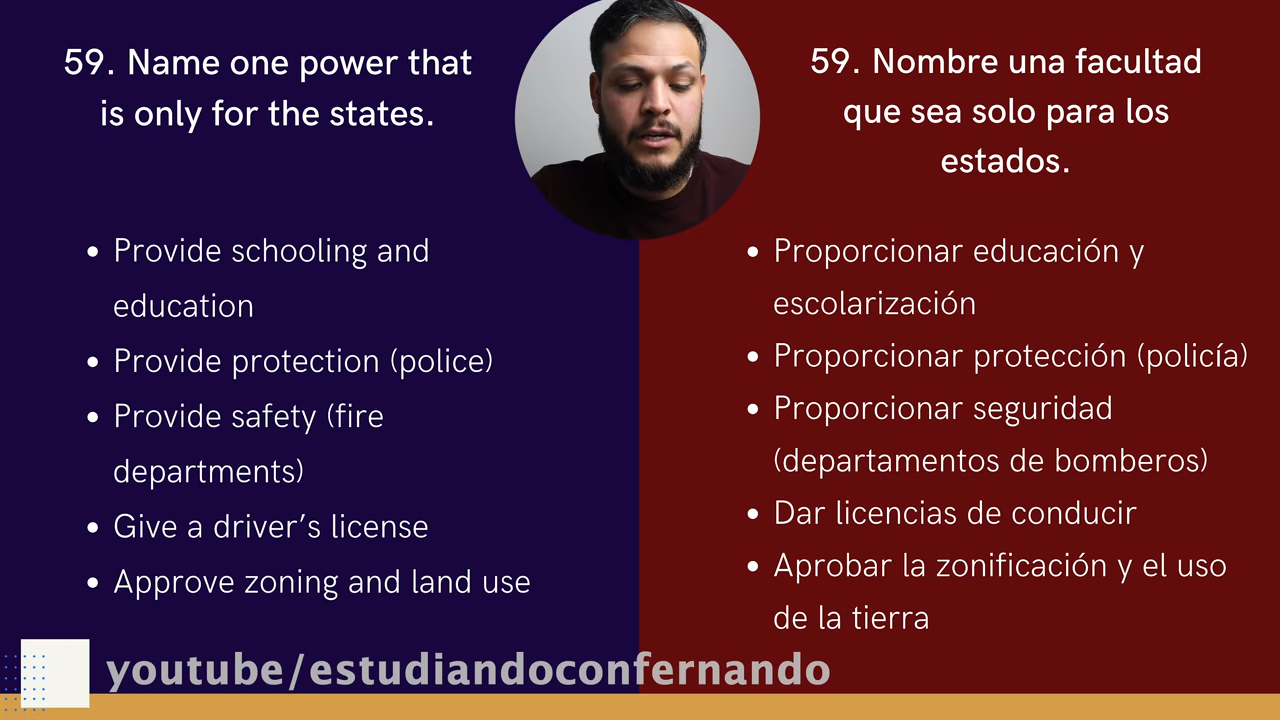 59. Name one power that
is only for the states.
Provide schooling and
education
Provide protection (police)
Provide safety (fire
departments)
Give a driver’s license
Approve zoning and land use
59. Nombre una facultad
que sea solo para los
estados.
Proporcionar educación y
escolarización
Proporcionar protección (policía)
Proporcionar seguridad
(departamentos de bomberos)
Dar licencias de conducir
Aprobar la zonificación y el uso
de la tierra
youtube/estudiandoconfernando